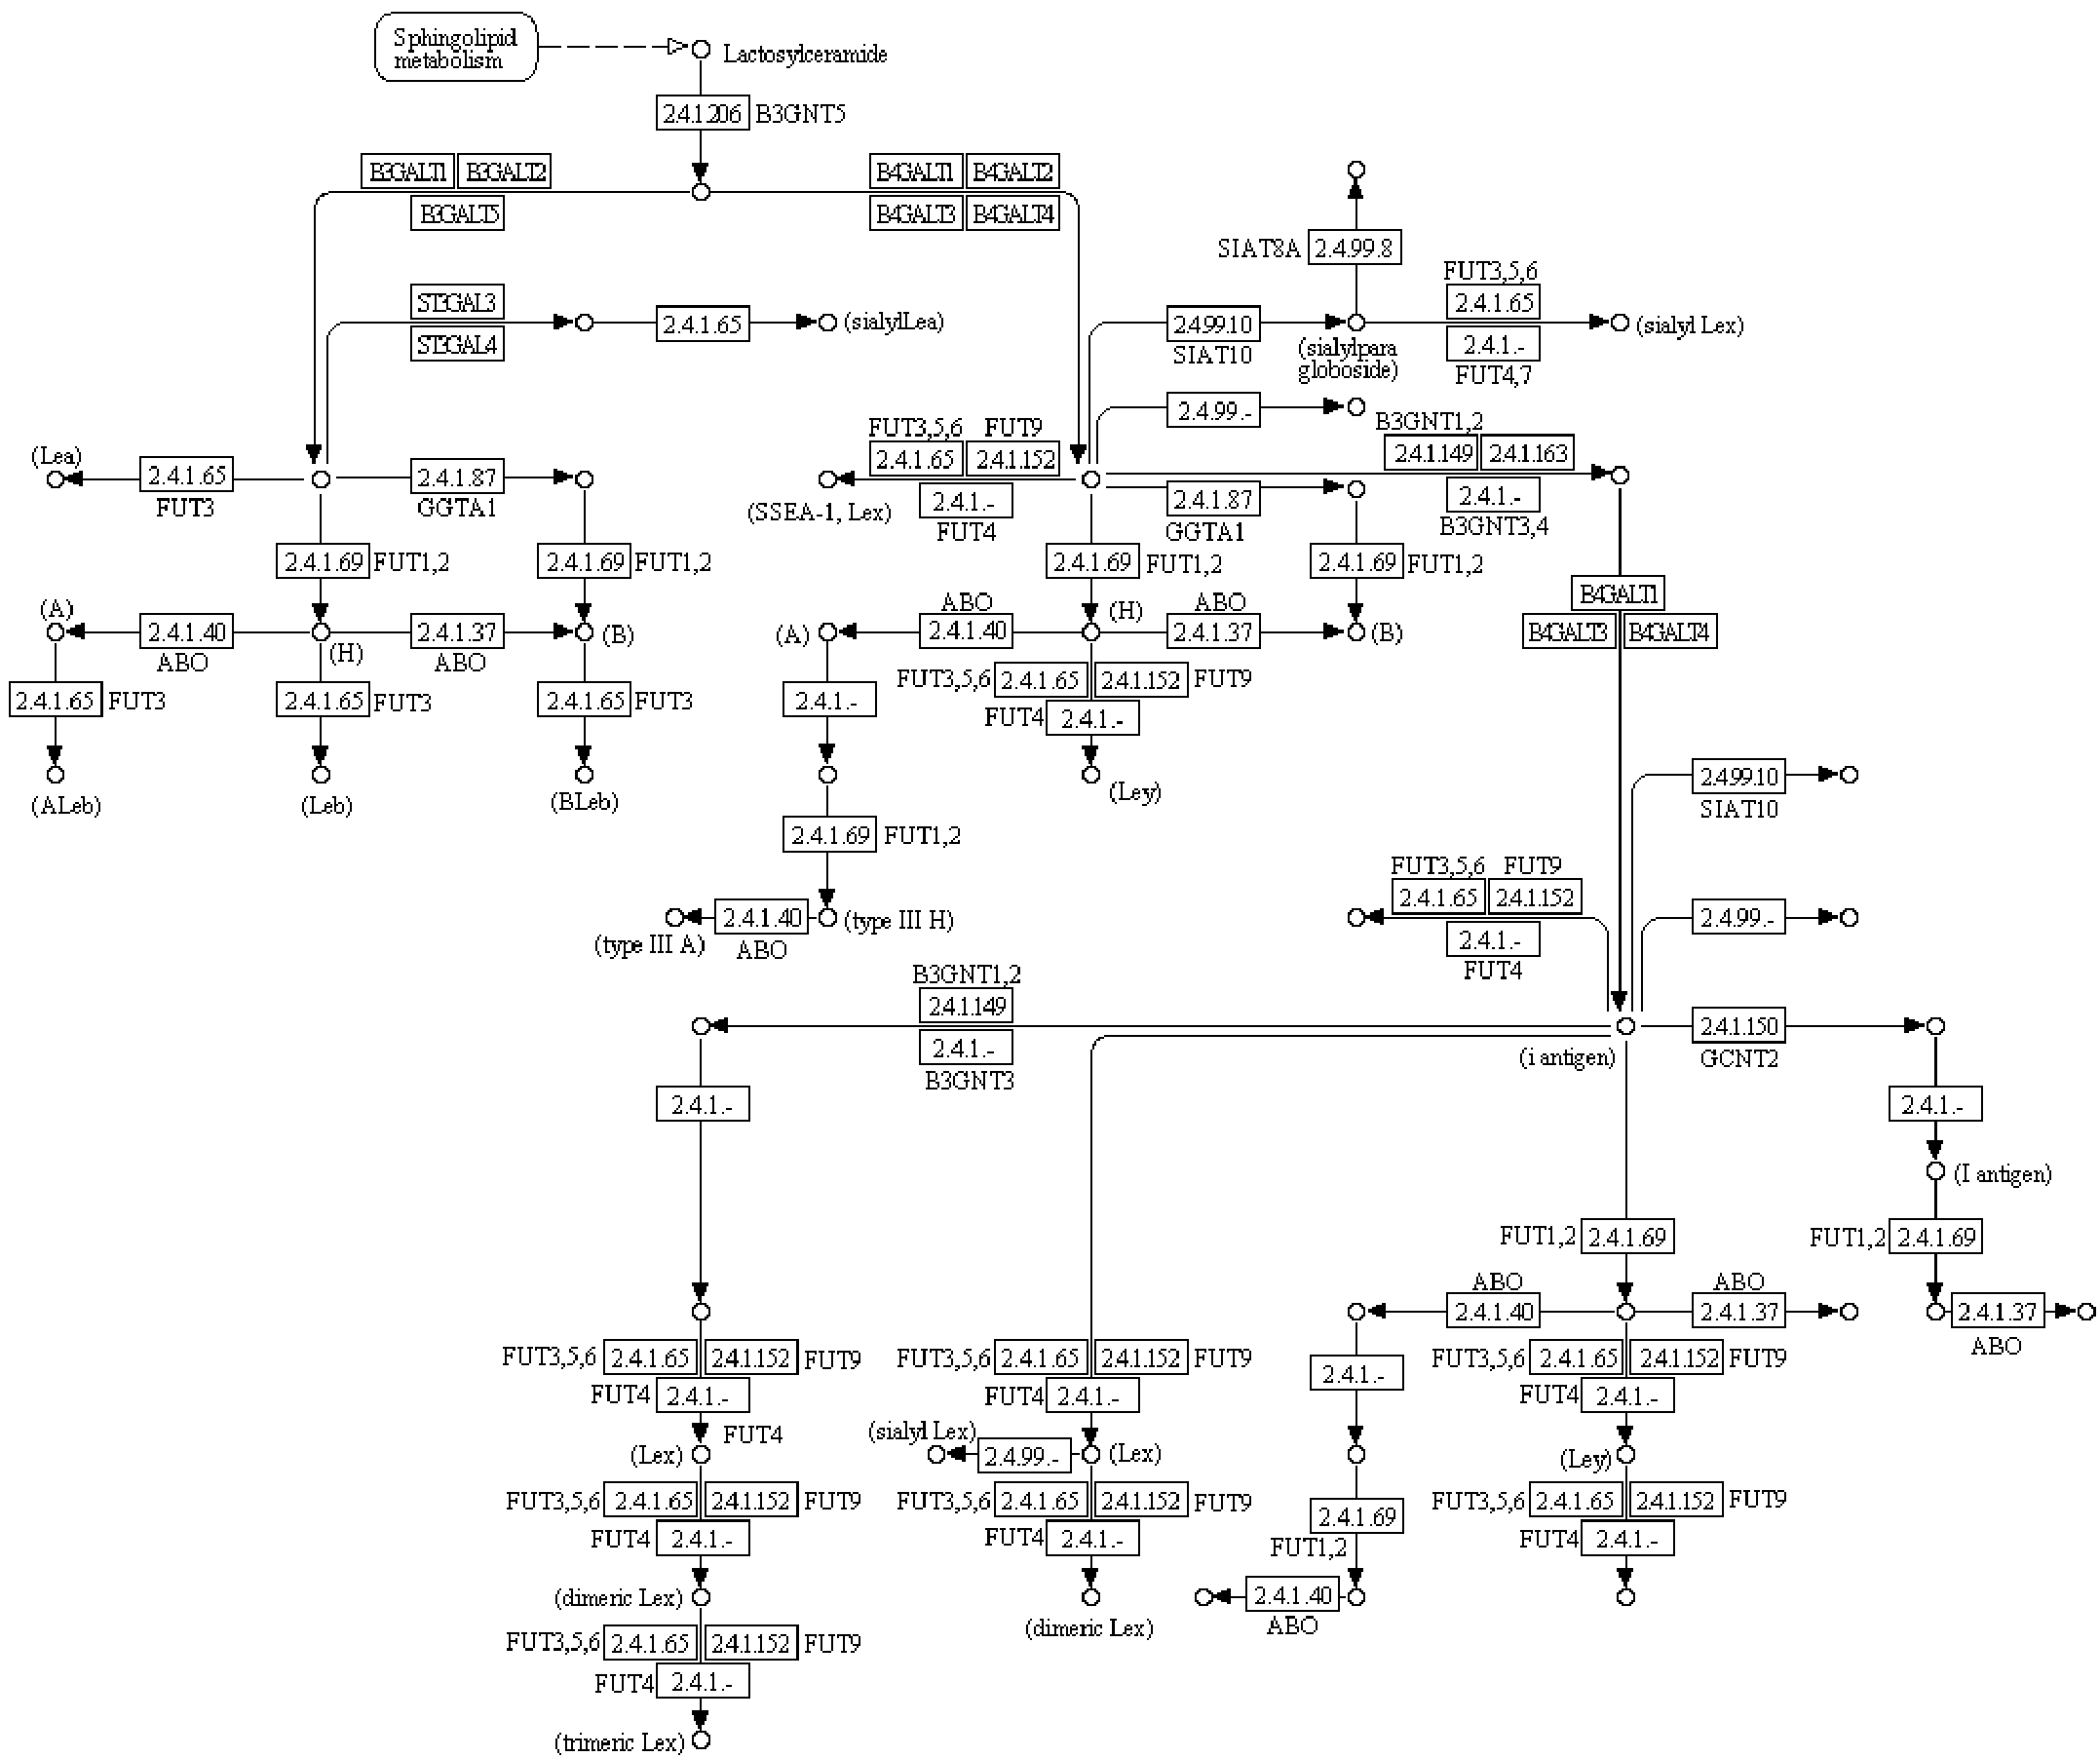 Sphingolipid
metabolism
Lactosylceramide
2.4.1.206 B3GNT5
B3GALT1 B3GALT2
B3GALT5
B4GALT1 B4GALT2
B4GALT3 B4GALT4
SIAT8A 2.4.99.8
FUT3,5,6
2.4.1.65
(sialyl Lex)
2.4.1.-
FUT4,7
ST3GAL3
ST3GAL4
2.4.1.65 (sialylLea)
2.4.99.10
SIAT10
(sialylpara
globoside)
2.4.99.-
B3GNT1,2
2.4.1.149 2.4.1.163
2.4.1.-
B3GNT3,4
(Lea)
2.4.1.65
FUT3
2.4.1.87
GGTA1
FUT3,5,6 FUT9
2.4.1.65 2.4.1.152
(SSEA-1, Lex)
2.4.1.-
FUT4
2.4.1.87
GGTA1
2.4.1.69 FUT1,2
2.4.1.69 FUT1,2
2.4.1.69 FUT1,2
2.4.1.69 FUT1,2
B4GALT1
B4GALT3 B4GALT4
(A)
2.4.1.40
ABO
(H)
2.4.1.37
ABO
(B)
(A)
ABO
2.4.1.40
(H)
ABO
2.4.1.37
(B)
2.4.1.65 FUT3
2.4.1.65 FUT3
2.4.1.65 FUT3
2.4.1.-
FUT3,5,6 2.4.1.65 2.4.1.152 FUT9
FUT4 2.4.1.-
(ALeb)
(Leb)
(BLeb)
(Ley)
2.4.99.10
SIAT10
2.4.1.69 FUT1,2
FUT3,5,6 FUT9
2.4.1.65 2.4.1.152
2.4.1.-
FUT4
2.4.99.-
(type III A)
2.4.1.40
ABO
(type III H)
B3GNT1,2
2.4.1.149
2.4.1.-
B3GNT3
(i antigen)
2.4.1.150
GCNT2
2.4.1.-
2.4.1.-
(I antigen)
FUT1,2 2.4.1.69
FUT1,2 2.4.1.69
ABO
2.4.1.40
ABO
2.4.1.37
2.4.1.37
ABO
FUT3,5,6 2.4.1.65 2.4.1.152 FUT9
FUT4 2.4.1.-
FUT4
FUT3,5,6 2.4.1.65 2.4.1.152 FUT9
FUT4 2.4.1.-
2.4.1.-
FUT3,5,6 2.4.1.65 2.4.1.152 FUT9
FUT4 2.4.1.-
(Lex)
(sialyl Lex)
2.4.99.-
(Lex)
(Ley)
FUT3,5,6 2.4.1.65 2.4.1.152 FUT9
FUT4 2.4.1.-
FUT3,5,6 2.4.1.65 2.4.1.152 FUT9
FUT4 2.4.1.-
2.4.1.69
FUT1,2
FUT3,5,6 2.4.1.65 2.4.1.152 FUT9
FUT4 2.4.1.-
(dimeric Lex)
(dimeric Lex)
2.4.1.40
ABO
FUT3,5,6 2.4.1.65 2.4.1.152 FUT9
FUT4 2.4.1.-
(trimeric Lex)